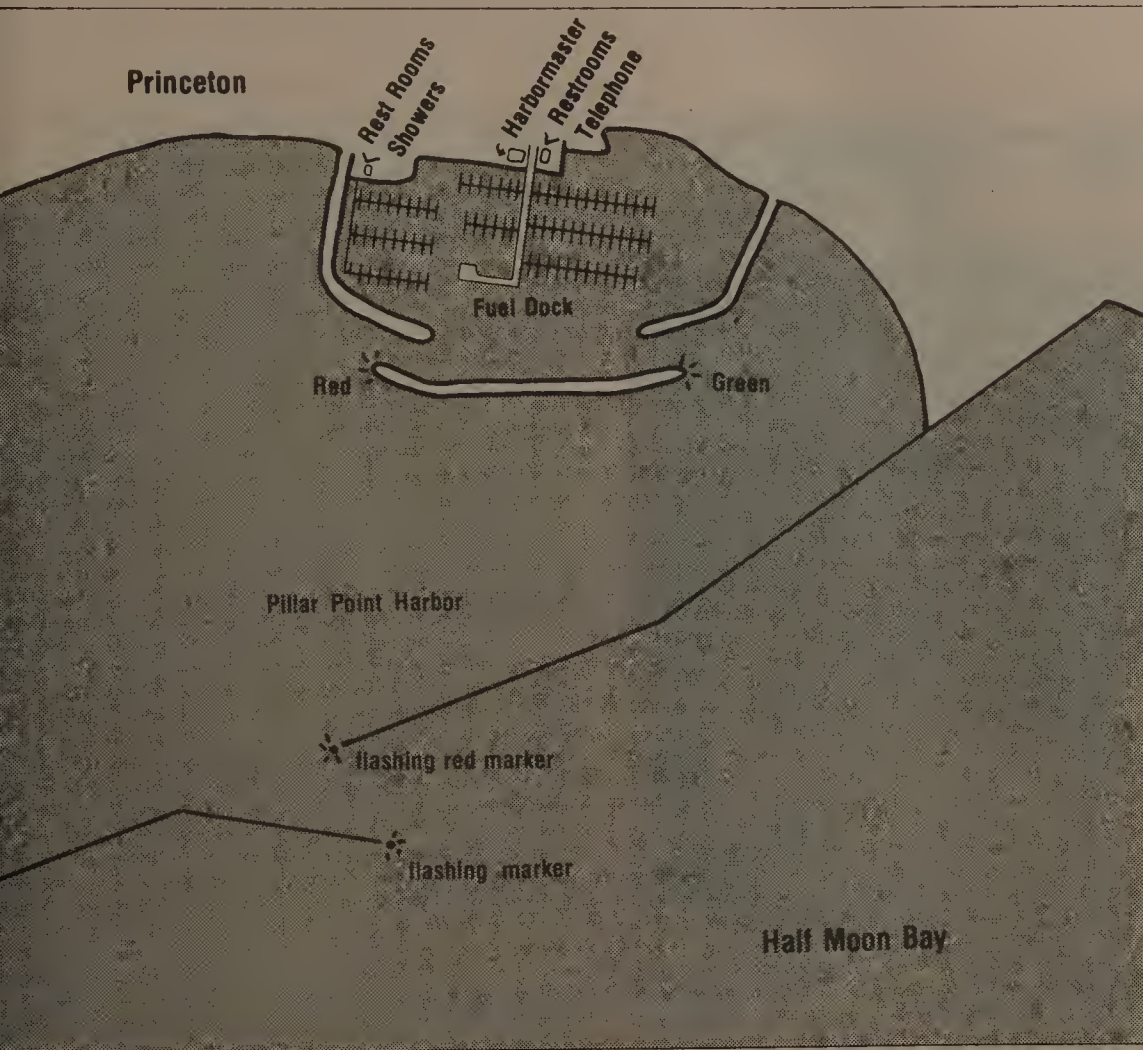 Princeton
Rest Rooms
Showers
Harbormaster
Restrooms
Telephone
Fuel Dock
Red
Green
Pillar Point Harbor
flashing red marker
flashing marker
Half Moon Bay